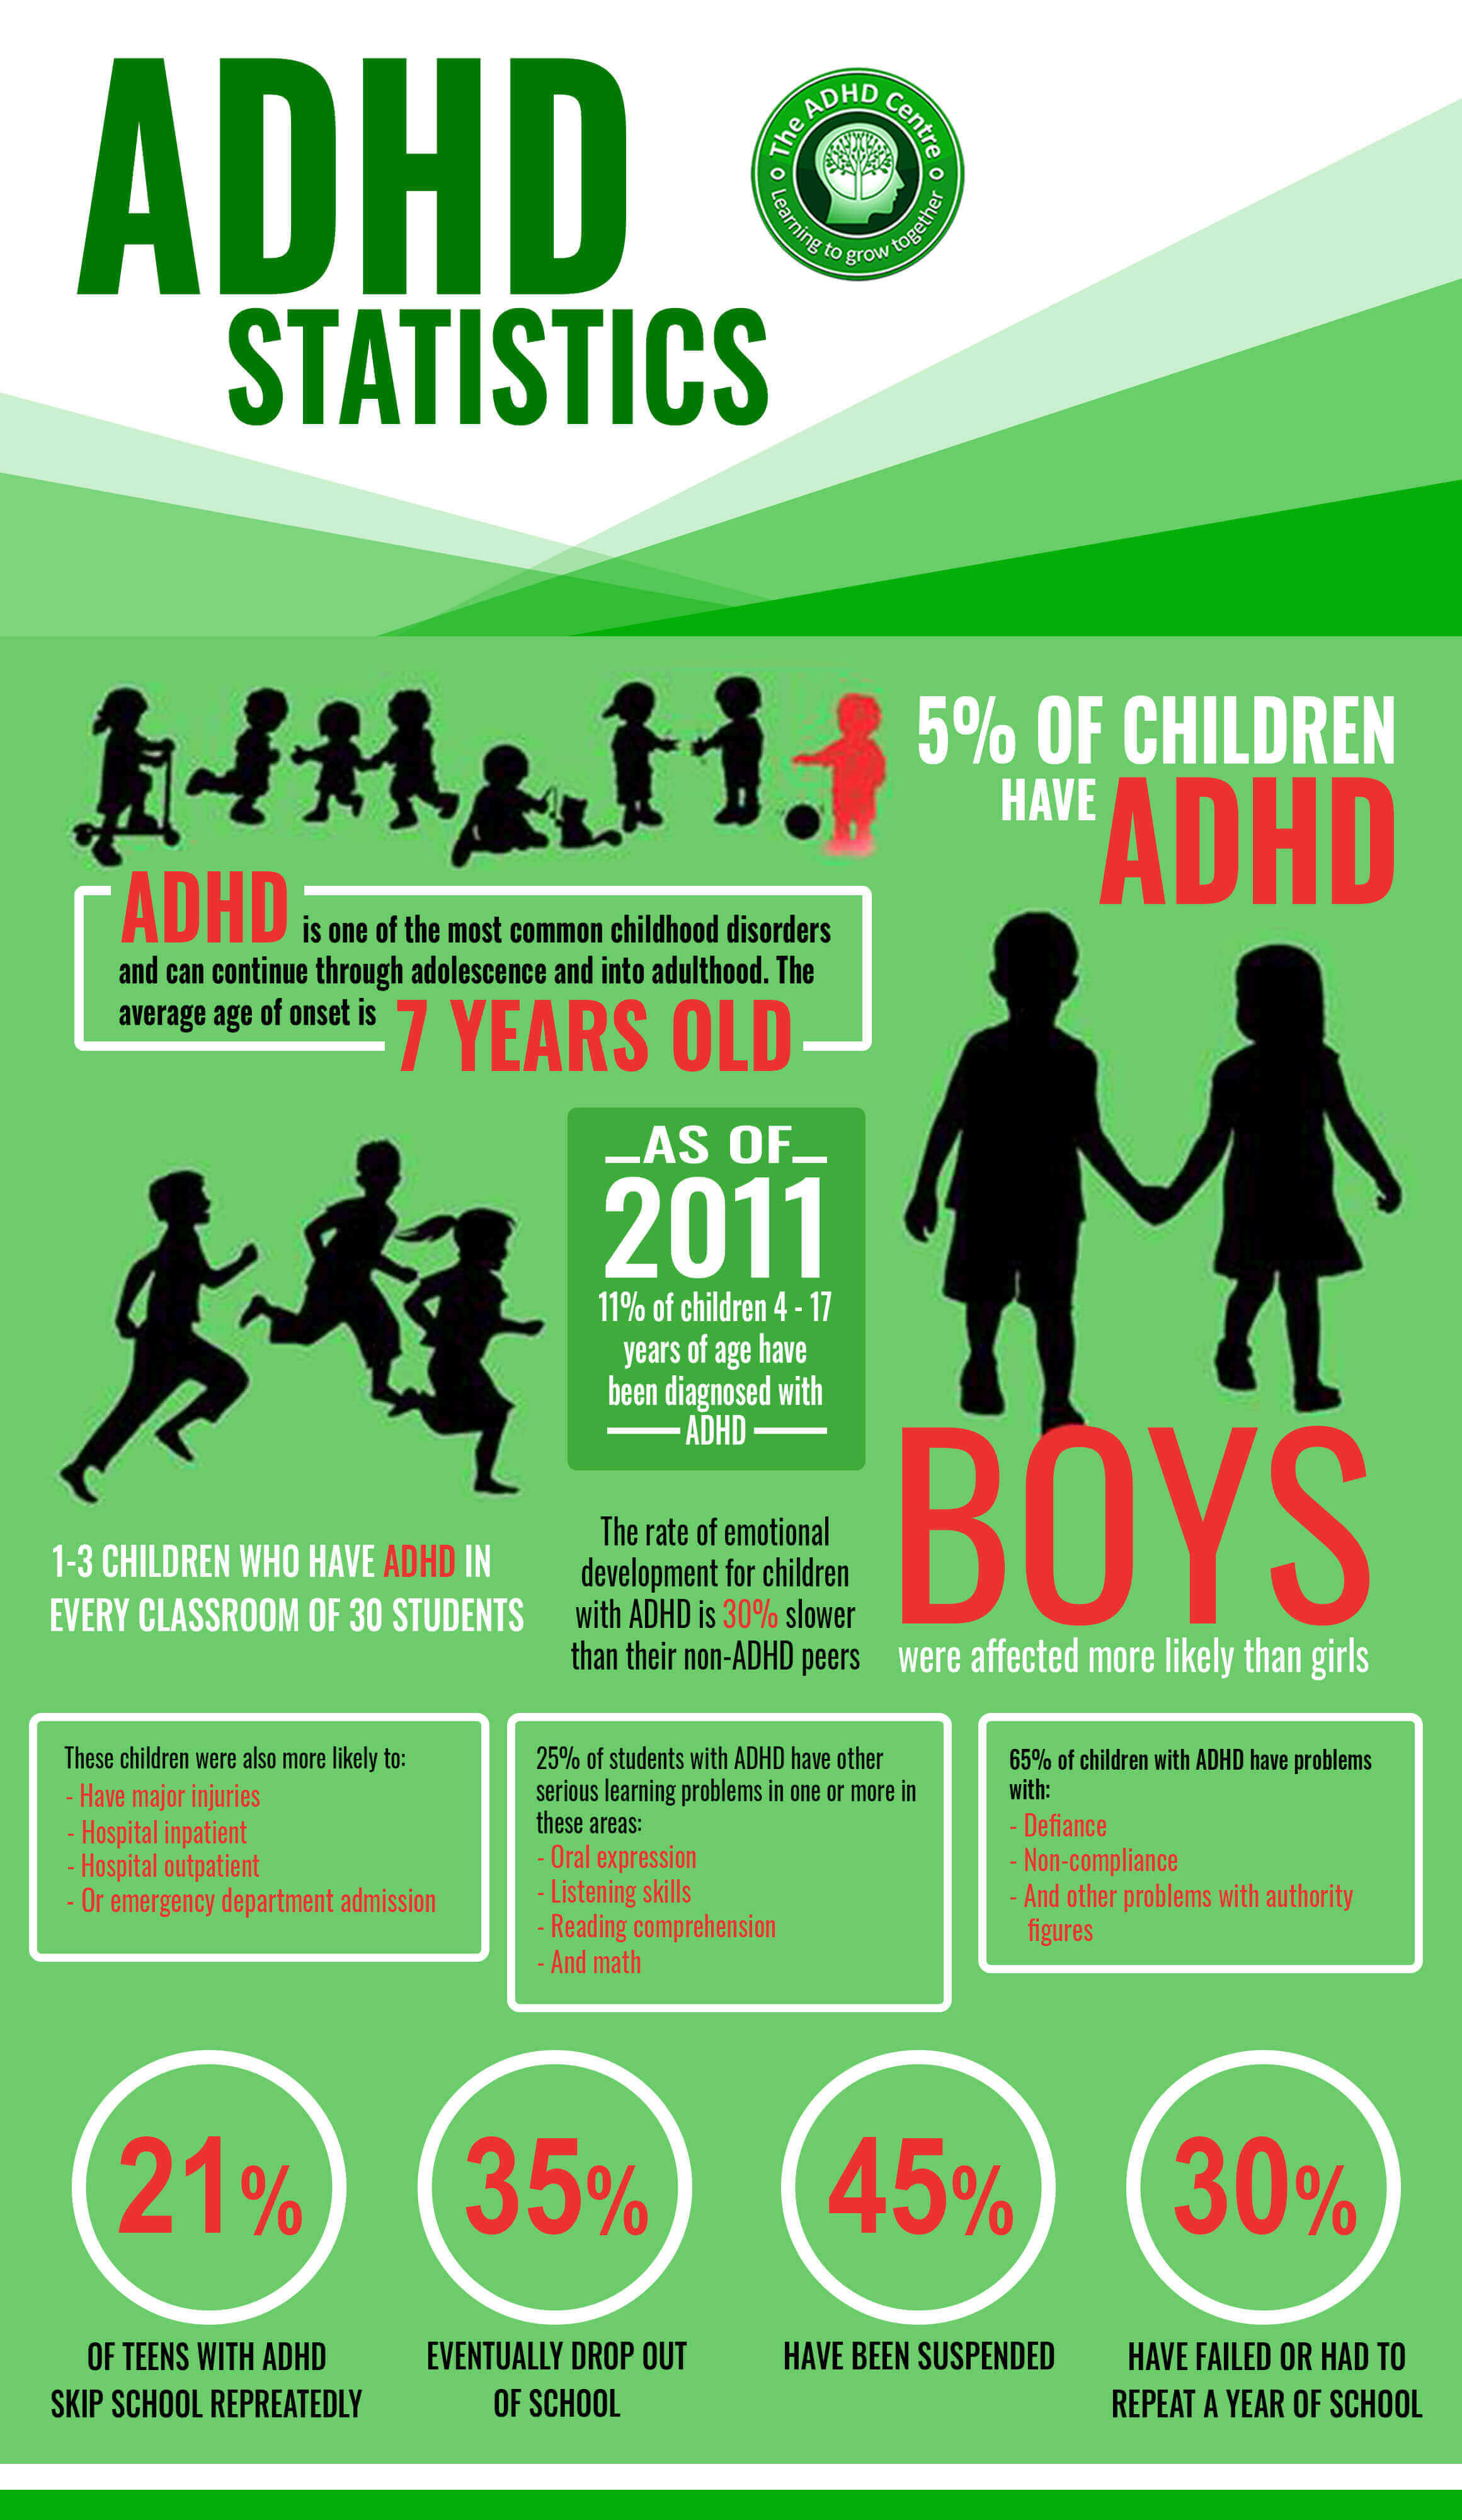 ADHD
STATISTICS
The ADHD Centre
Learning to grow together
5% OF CHILDREN
HAVE ADHD
ADHD is one of the most common childhood disorders
and can continue through adolescence and into adulthood. The
average age of onset is 7 YEARS OLD
AS OF
2011
11% of children 4 - 17
years of age have
been diagnosed with
ADHD
1-3 CHILDREN WHO HAVE ADHD IN
EVERY CLASSROOM OF 30 STUDENTS
The rate of emotional
development for children
with ADHD is 30% slower
than their non-ADHD peers
BOYS
were affected more likely than girls
These children were also more likely to:
- Have major injuries
- Hospital inpatient
- Hospital outpatient
- Or emergency department admission
25% of students with ADHD have other
serious learning problems in one or more in
these areas:
- Oral expression
- Listening skills
- Reading comprehension
- And math
65% of children with ADHD have problems
with:
- Defiance
- Non-compliance
- And other problems with authority
figures
21%
OF TEENS WITH ADHD
SKIP SCHOOL REPREATEDLY
35%
EVENTUALLY DROP OUT
OF SCHOOL
45%
HAVE BEEN SUSPENDED
30%
HAVE FAILED OR HAD TO
REPEAT A YEAR OF SCHOOL